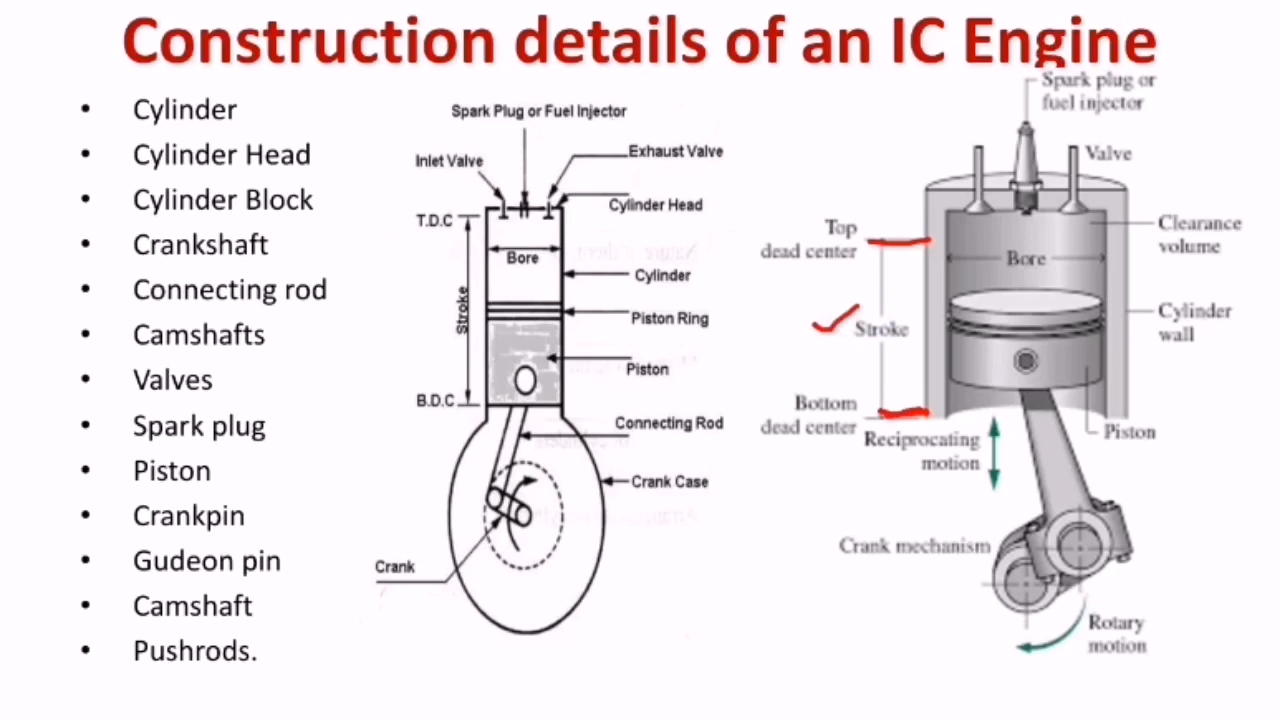 Construction details of an IC Engine
• Cylinder
• Cylinder Head
• Cylinder Block
• Crankshaft
• Connecting rod
• Camshafts
• Valves
• Spark plug
• Piston
• Crankpin
• Gudeon pin
• Camshaft
• Pushrods.
Spark Plug or Fuel Injector
Inlet Valve
Exhaust Valve
Cylinder Head
T.D.C
Bore
Cylinder
Stroke
Piston Ring
Piston
B.D.C
Connecting Rod
Crank Case
Crank
Spark plug or
fuel injector
Valve
Top
dead center
Clearance
volume
Bore
Stroke
Cylinder
wall
Bottom
dead center
Reciprocating
motion
Piston
Crank mechanism
Rotary
motion